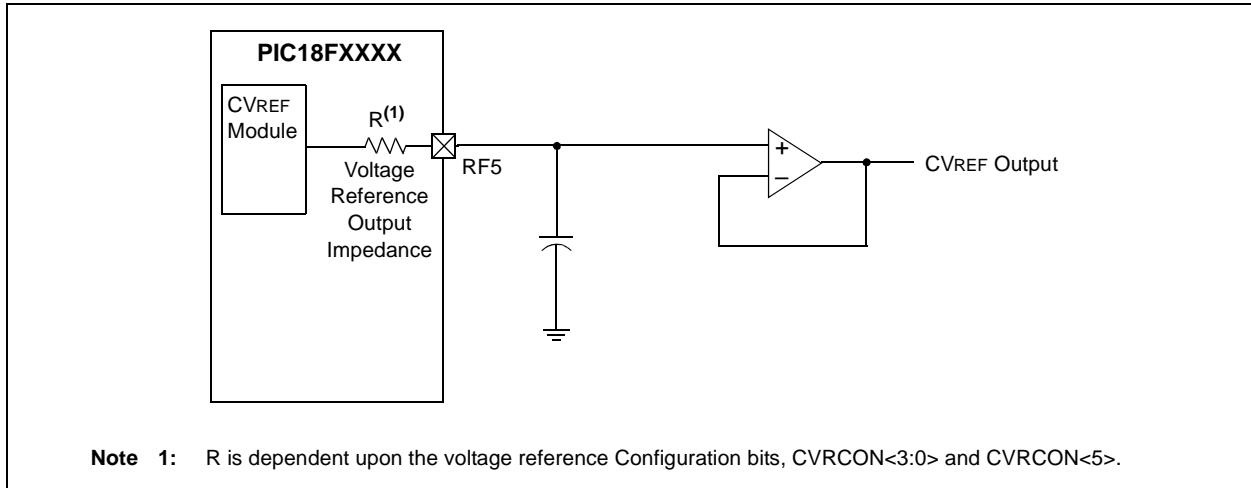 PIC18FXXXX
CVREF
Module
R(1)
Voltage
Reference
Output
Impedance
RF5
+
–
CVREF Output
Note 1: R is dependent upon the voltage reference Configuration bits, CVRCON<3:0> and CVRCON<5>.